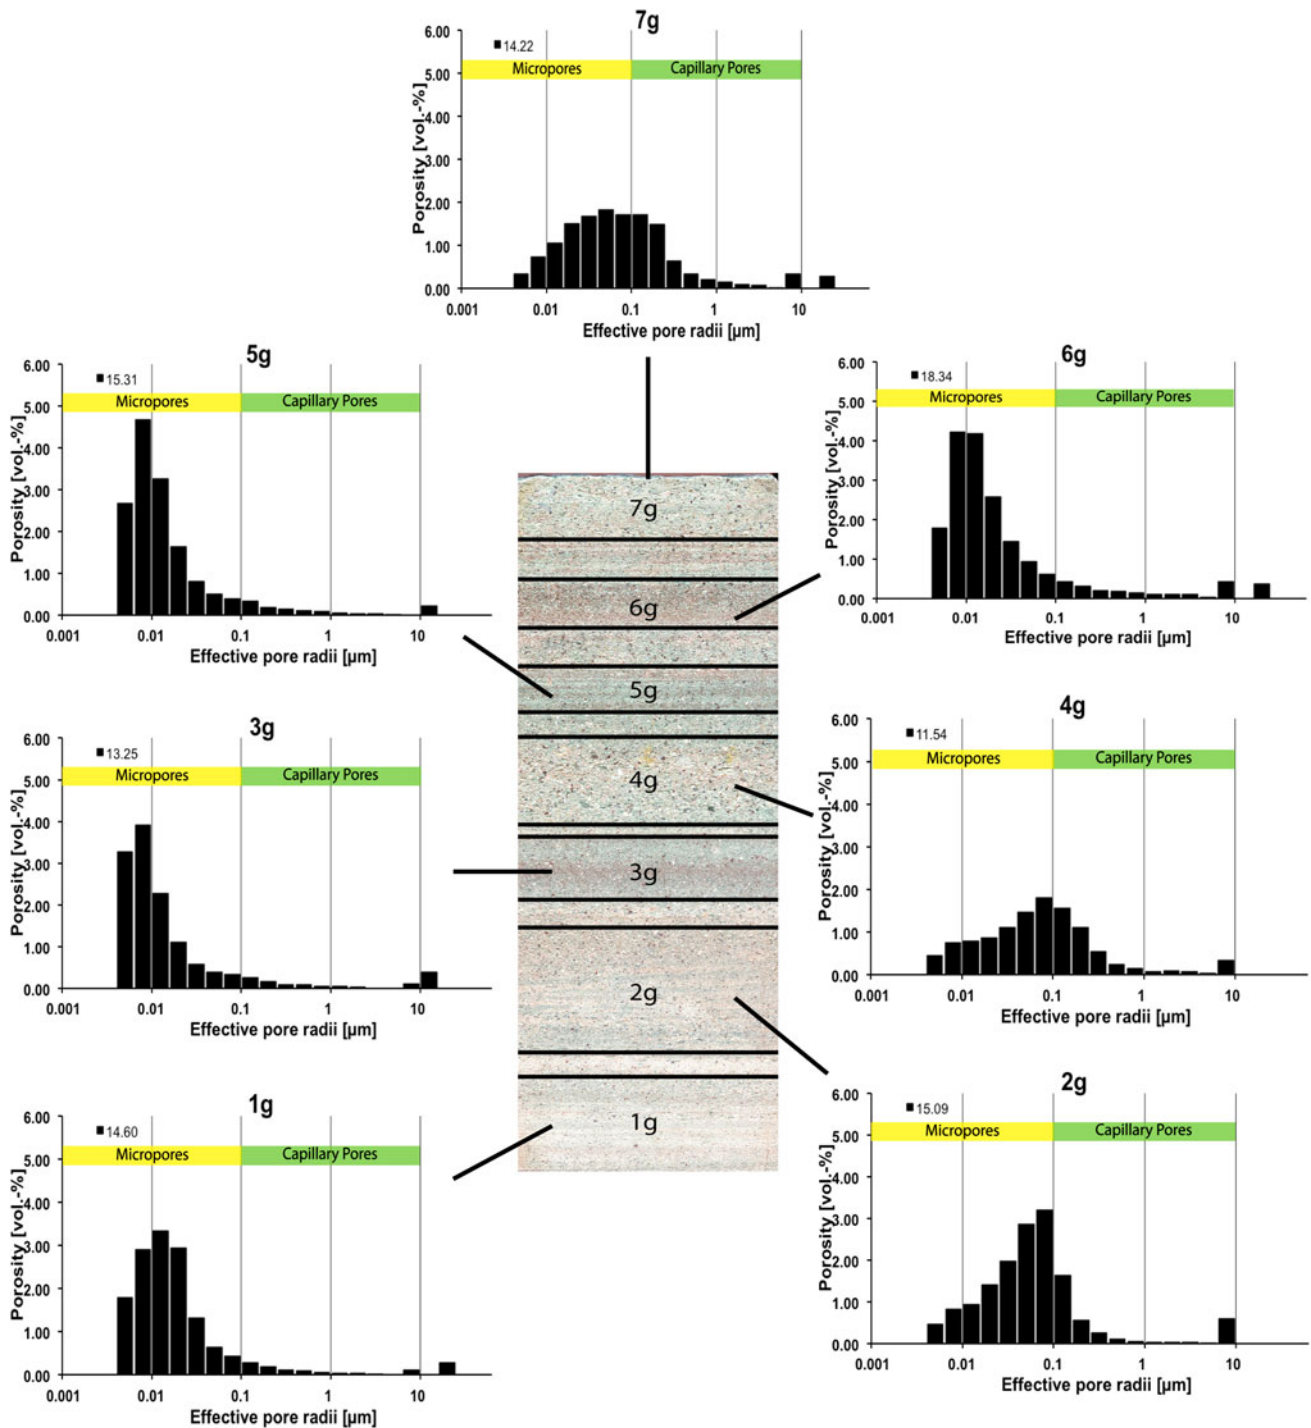 7g
6.00
14.22
Micropores
Capillary Pores
5.00
4.00
3.00
2.00
1.00
0.00
Porosity [vol.-%]
0.001
0.01
0.1
1
10
Effective pore radii [µm]
5g
6.00
15.31
Micropores
Capillary Pores
5.00
4.00
3.00
2.00
1.00
0.00
Porosity [vol.-%]
0.001
0.01
0.1
1
10
Effective pore radii [µm]
6g
6.00
18.34
Micropores
Capillary Pores
5.00
4.00
3.00
2.00
1.00
0.00
Porosity [vol.-%]
0.001
0.01
0.1
1
10
Effective pore radii [µm]
7g
6g
5g
4g
3g
2g
1g
3g
6.00
13.25
Micropores
Capillary Pores
5.00
4.00
3.00
2.00
1.00
0.00
Porosity [vol.-%]
0.001
0.01
0.1
1
10
Effective pore radii [µm]
4g
6.00
11.54
Micropores
Capillary Pores
5.00
4.00
3.00
2.00
1.00
0.00
Porosity [vol.-%]
0.001
0.01
0.1
1
10
Effective pore radii [µm]
1g
6.00
14.60
Micropores
Capillary Pores
5.00
4.00
3.00
2.00
1.00
0.00
Porosity [vol.-%]
0.001
0.01
0.1
1
10
Effective pore radii [µm]
2g
6.00
15.09
Micropores
Capillary Pores
5.00
4.00
3.00
2.00
1.00
0.00
Porosity [vol.-%]
0.001
0.01
0.1
1
10
Effective pore radii [µm]